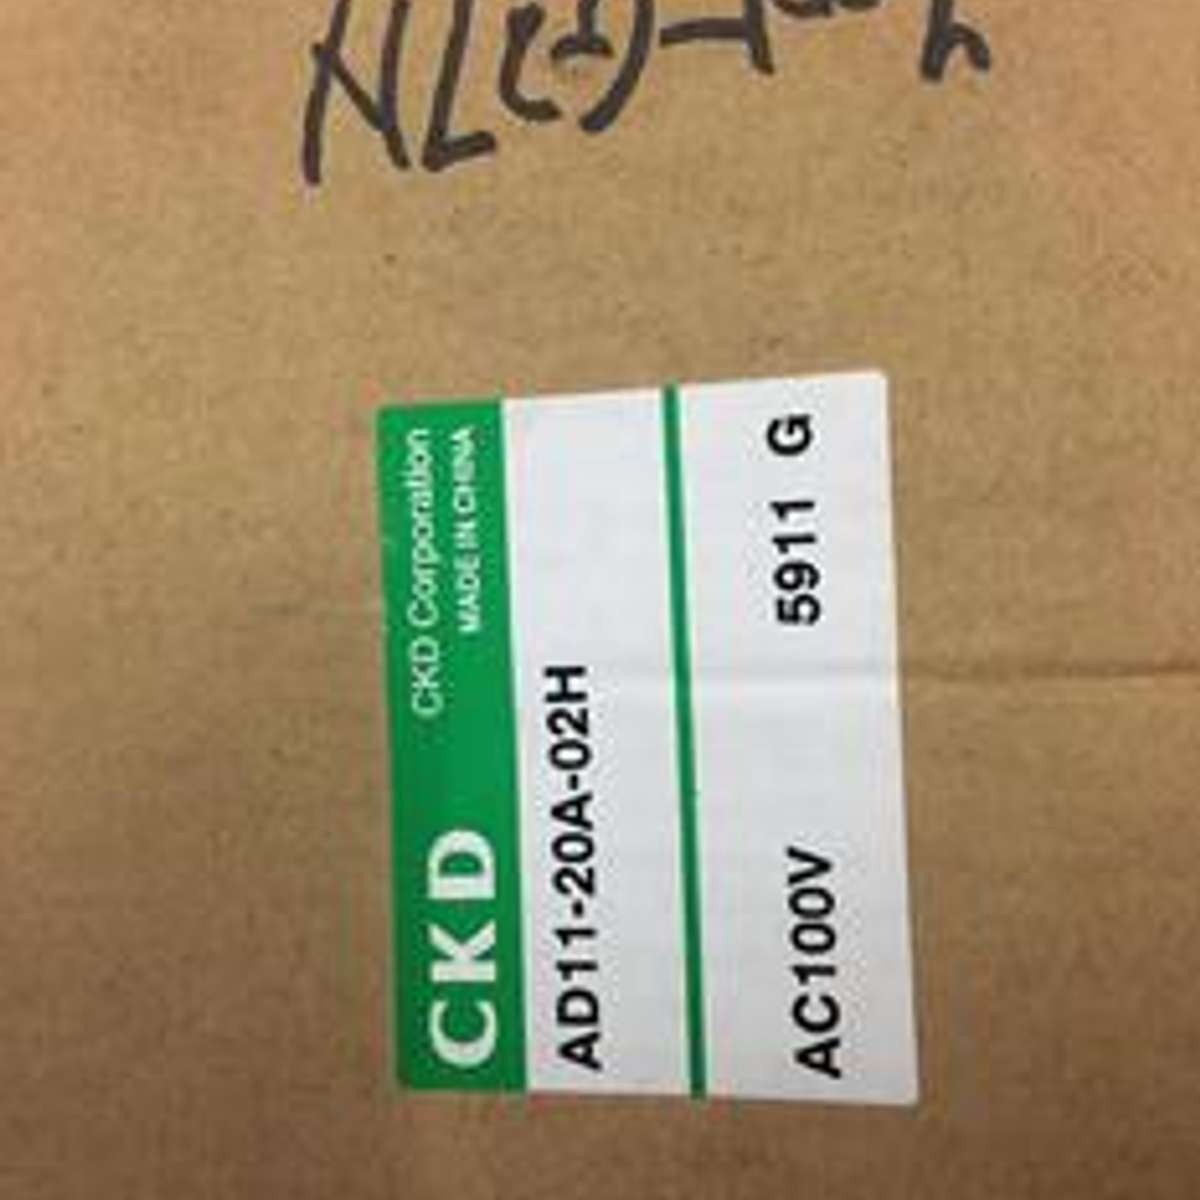 CKD CKD Corporation
MADE IN CHINA
AD11-20A-02H
AC100V 5911 G